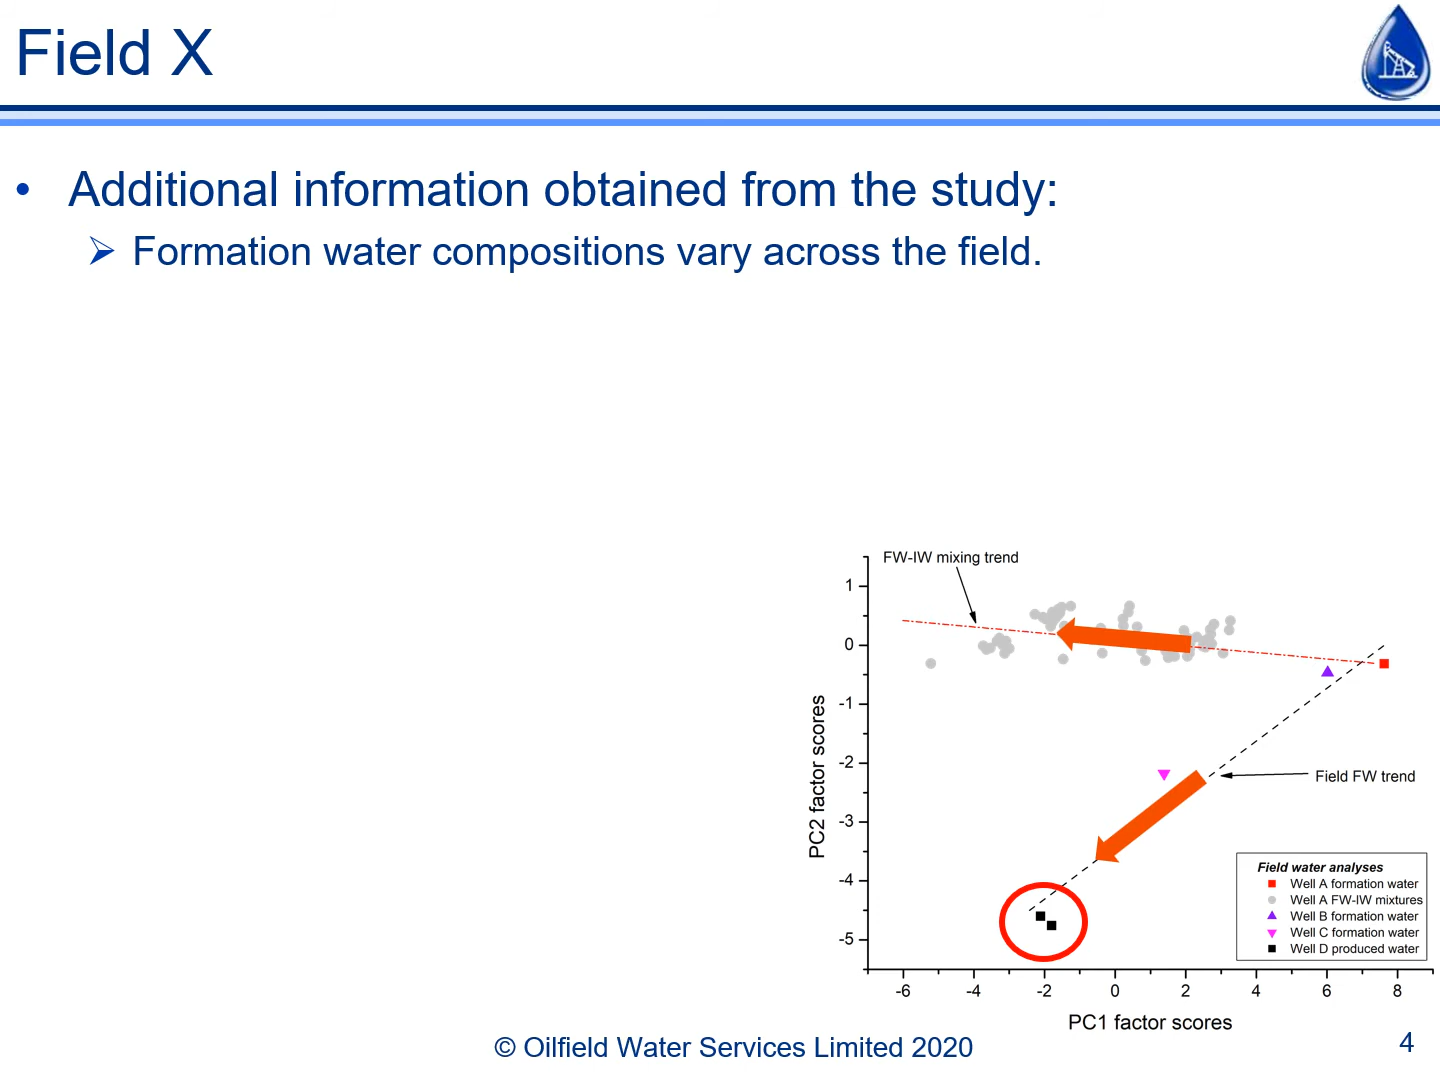 Field X
• Additional information obtained from the study:
➢ Formation water compositions vary across the field.
FW-IW mixing trend
1
0
-1
-2
-3
-4
-5
PC2 factor scores
Field FW trend
Field water analyses
Well A formation water
Well A FW-IW mixtures
Well B formation water
Well C formation water
Well D produced water
-6 -4 -2 0 2 4 6 8
PC1 factor scores
© Oilfield Water Services Limited 2020
4